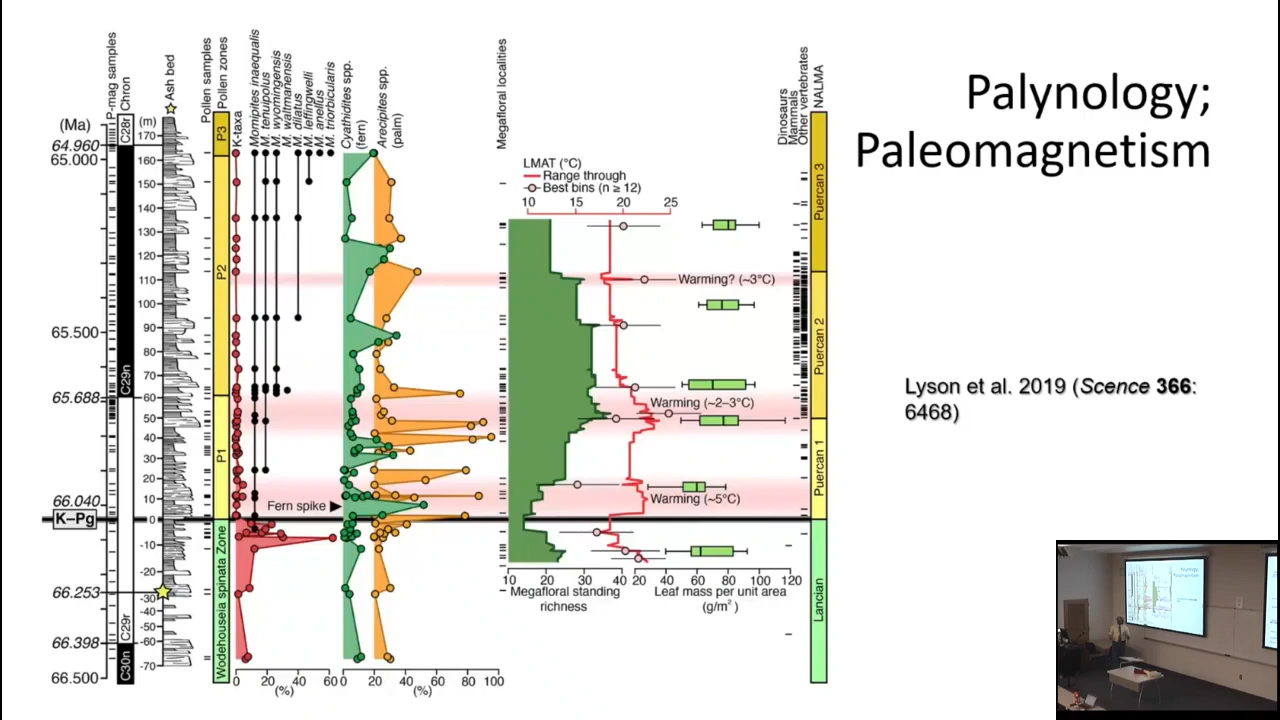 Palynology;
Paleomagnetism
Lyson et al. 2019 (Scence 366:
6468)
(Ma)
64.960
65.000
65.500
65.688
66.040
K–Pg
66.253
66.398
66.500
P-mag samples
Chron
C28r
C29n
C29r
C30n
Ash bed
(m)
170
160
150
140
130
120
110
100
90
80
70
60
50
40
30
20
10
0
-10
-20
-30
-40
-50
-60
-70
Pollen samples
Pollen zones
P3
P2
P1
Wodehouseia spinata Zone
K-taxa
Momipites inaequalis
M. tenuipolus
M. wyomingensis
M. waltmanensis
M. dilatus
M. leffingwelli
M. anellus
M. triorbicularis
Cyathidites spp.
(fern)
Arecipites spp.
(palm)
Fern spike
0 20 40 60 0 20 40 60 80 100
(%) (%)
Megafloral localities
LMAT (°C)
Range through
Best bins (n ≥ 12)
10 15 20 25
Warming? (~3°C)
Warming (~2–3°C)
Warming (~5°C)
10 20 30 40 20 40 60 80 100 120
Megafloral standing
richness
Leaf mass per unit area
(g/m²)
Dinosaurs
Mammals
Other vertebrates
NALMA
Puercan 3
Puercan 2
Puercan 1
Lancian